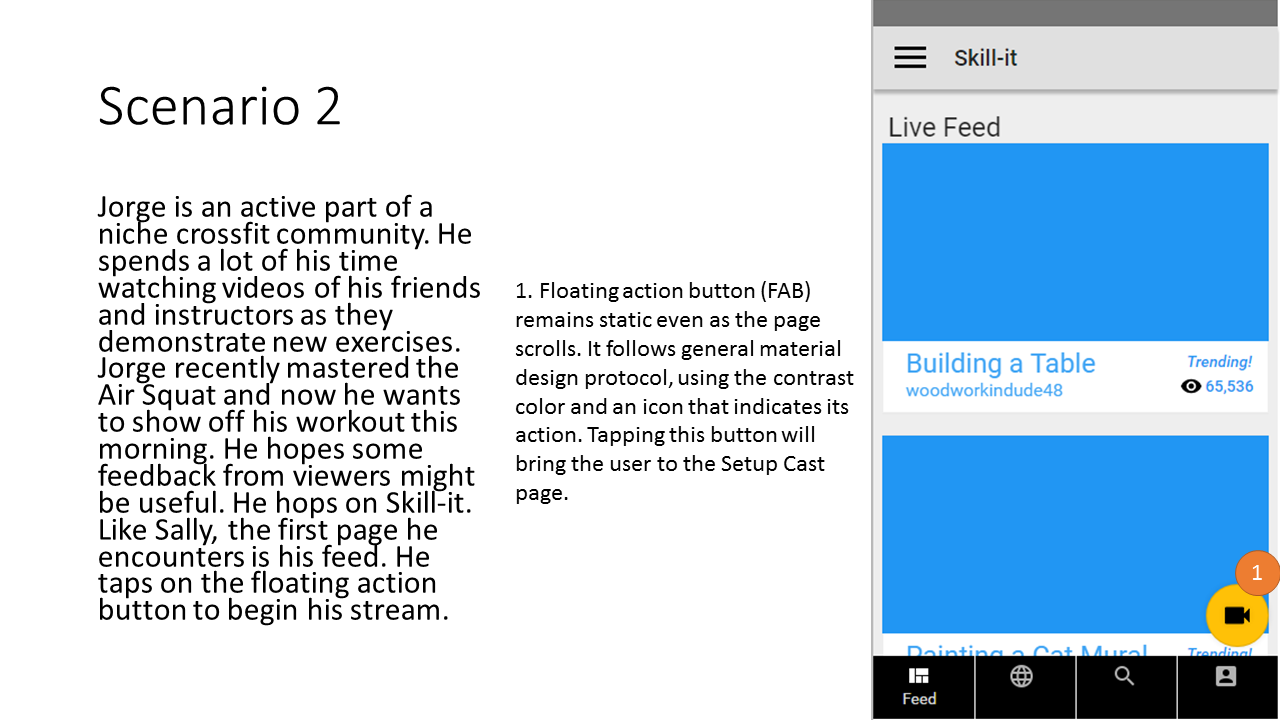 Scenario 2
Jorge is an active part of a
niche crossfit community. He
spends a lot of his time
watching videos of his friends
and instructors as they
demonstrate new exercises.
Jorge recently mastered the
Air Squat and now he wants
to show off his workout this
morning. He hopes some
feedback from viewers might
be useful. He hops on Skill-it.
Like Sally, the first page he
encounters is his feed. He
taps on the floating action
button to begin his stream.
1. Floating action button (FAB)
remains static even as the page
scrolls. It follows general material
design protocol, using the contrast
color and an icon that indicates its
action. Tapping this button will
bring the user to the Setup Cast
page.
Skill-it
Live Feed
Building a Table
Trending!
woodworkindude48
65,536
1
Painting a Cat Mural
Trending!
Feed